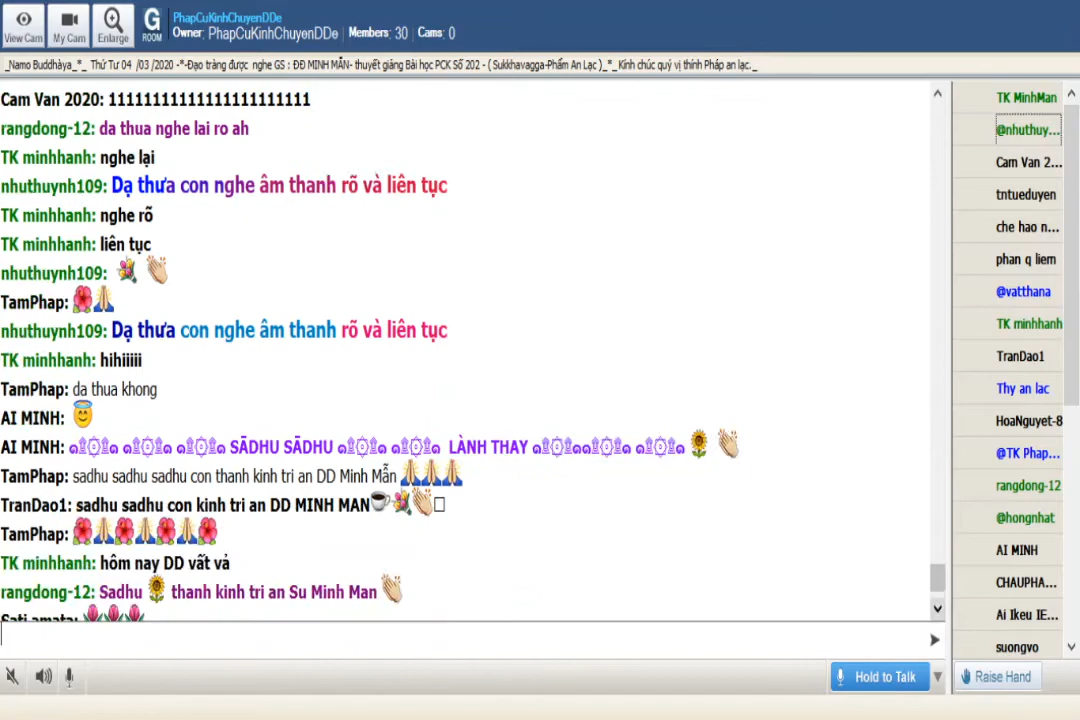 View Cam
My Cam
Enlarge
G ROOM
PhapCuKinhChuyenDDe
Owner: PhapCuKinhChuyenDDe Members: 30 Cams: 0
_Namo Buddhàya_*_ Thứ Tư 04 /03 /2020 -*-Đạo tràng được nghe GS : ĐĐ MINH MẪN- thuyết giảng Bài học PCK Số 202 - ( Sukkhavagga-Phẩm An Lạc )_*_Kính chúc quý vị thính Pháp an lạc._
Cam Van 2020: 11111111111111111111111
rangdong-12: da thua nghe lai ro ah
TK minhhanh: nghe lại
nhuthuynh109: Dạ thưa con nghe âm thanh rõ và liên tục
TK minhhanh: nghe rõ
TK minhhanh: liên tục
nhuthuynh109:
TamPhap:
nhuthuynh109: Dạ thưa con nghe âm thanh rõ và liên tục
TK minhhanh: hihiiiii
TamPhap: da thua khong
AI MINH:
AI MINH: SĀDHU SĀDHU LÀNH THAY
TamPhap: sadhu sadhu sadhu con thanh kinh tri an DD Minh Mẫn
TranDao1: sadhu sadhu con kinh tri an DD MINH MAN
TamPhap:
TK minhhanh: hôm nay DD vất vả
rangdong-12: Sadhu thanh kinh tri an Su Minh Man
Sati amata:
TK MinhMan
@nhuthuy...
Cam Van 2...
tntueduyen
che hao n...
phan q liem
@vatthana
TK minhhanh
TranDao1
Thy an lac
HoaNguyet-8
@TK Phap...
rangdong-12
@hongnhat
AI MINH
CHAUPHA...
Ai Ikeu IE...
suongvo
Hold to Talk
Raise Hand